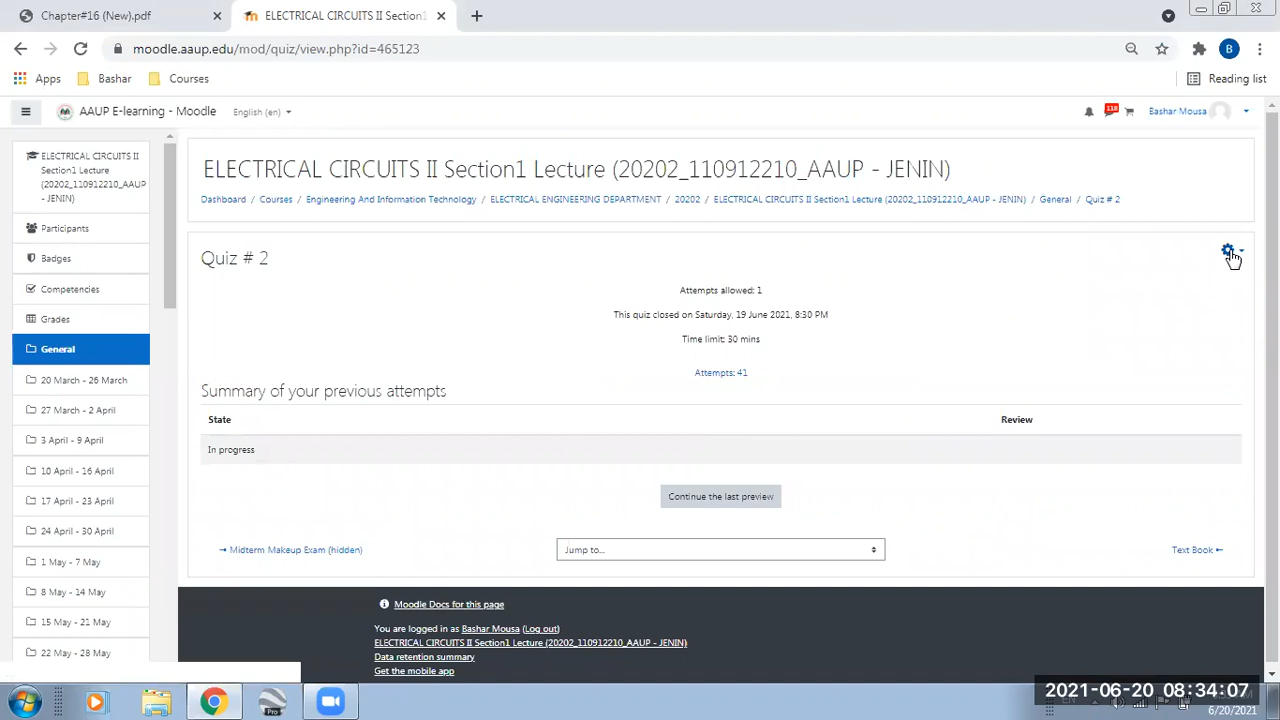 Chapter#16 (New).pdf
ELECTRICAL CIRCUITS II Section1
moodle.aaup.edu/mod/quiz/view.php?id=465123
B
Apps
Bashar
Courses
Reading list
AAUP E-learning - Moodle
English (en)
118
Bashar Mousa
ELECTRICAL CIRCUITS II
Section1 Lecture
(20202_110912210_AAUP
- JENIN)
Participants
Badges
Competencies
Grades
General
20 March - 26 March
27 March - 2 April
3 April - 9 April
10 April - 16 April
17 April - 23 April
24 April - 30 April
1 May - 7 May
8 May - 14 May
15 May - 21 May
22 May - 28 May
ELECTRICAL CIRCUITS II Section1 Lecture (20202_110912210_AAUP - JENIN)
Dashboard / Courses / Engineering And Information Technology / ELECTRICAL ENGINEERING DEPARTMENT / 20202 / ELECTRICAL CIRCUITS II Section1 Lecture (20202_110912210_AAUP - JENIN) / General / Quiz # 2
Quiz # 2
Attempts allowed: 1
This quiz closed on Saturday, 19 June 2021, 8:30 PM
Time limit: 30 mins
Attempts: 41
Summary of your previous attempts
State Review
In progress
Continue the last preview
→ Midterm Makeup Exam (hidden)
Jump to...
Text Book ←
Moodle Docs for this page
You are logged in as Bashar Mousa (Log out)
ELECTRICAL CIRCUITS II Section1 Lecture (20202_110912210_AAUP - JENIN)
Data retention summary
Get the mobile app
Pro
2021-06-20 08:34:07
6/20/2021